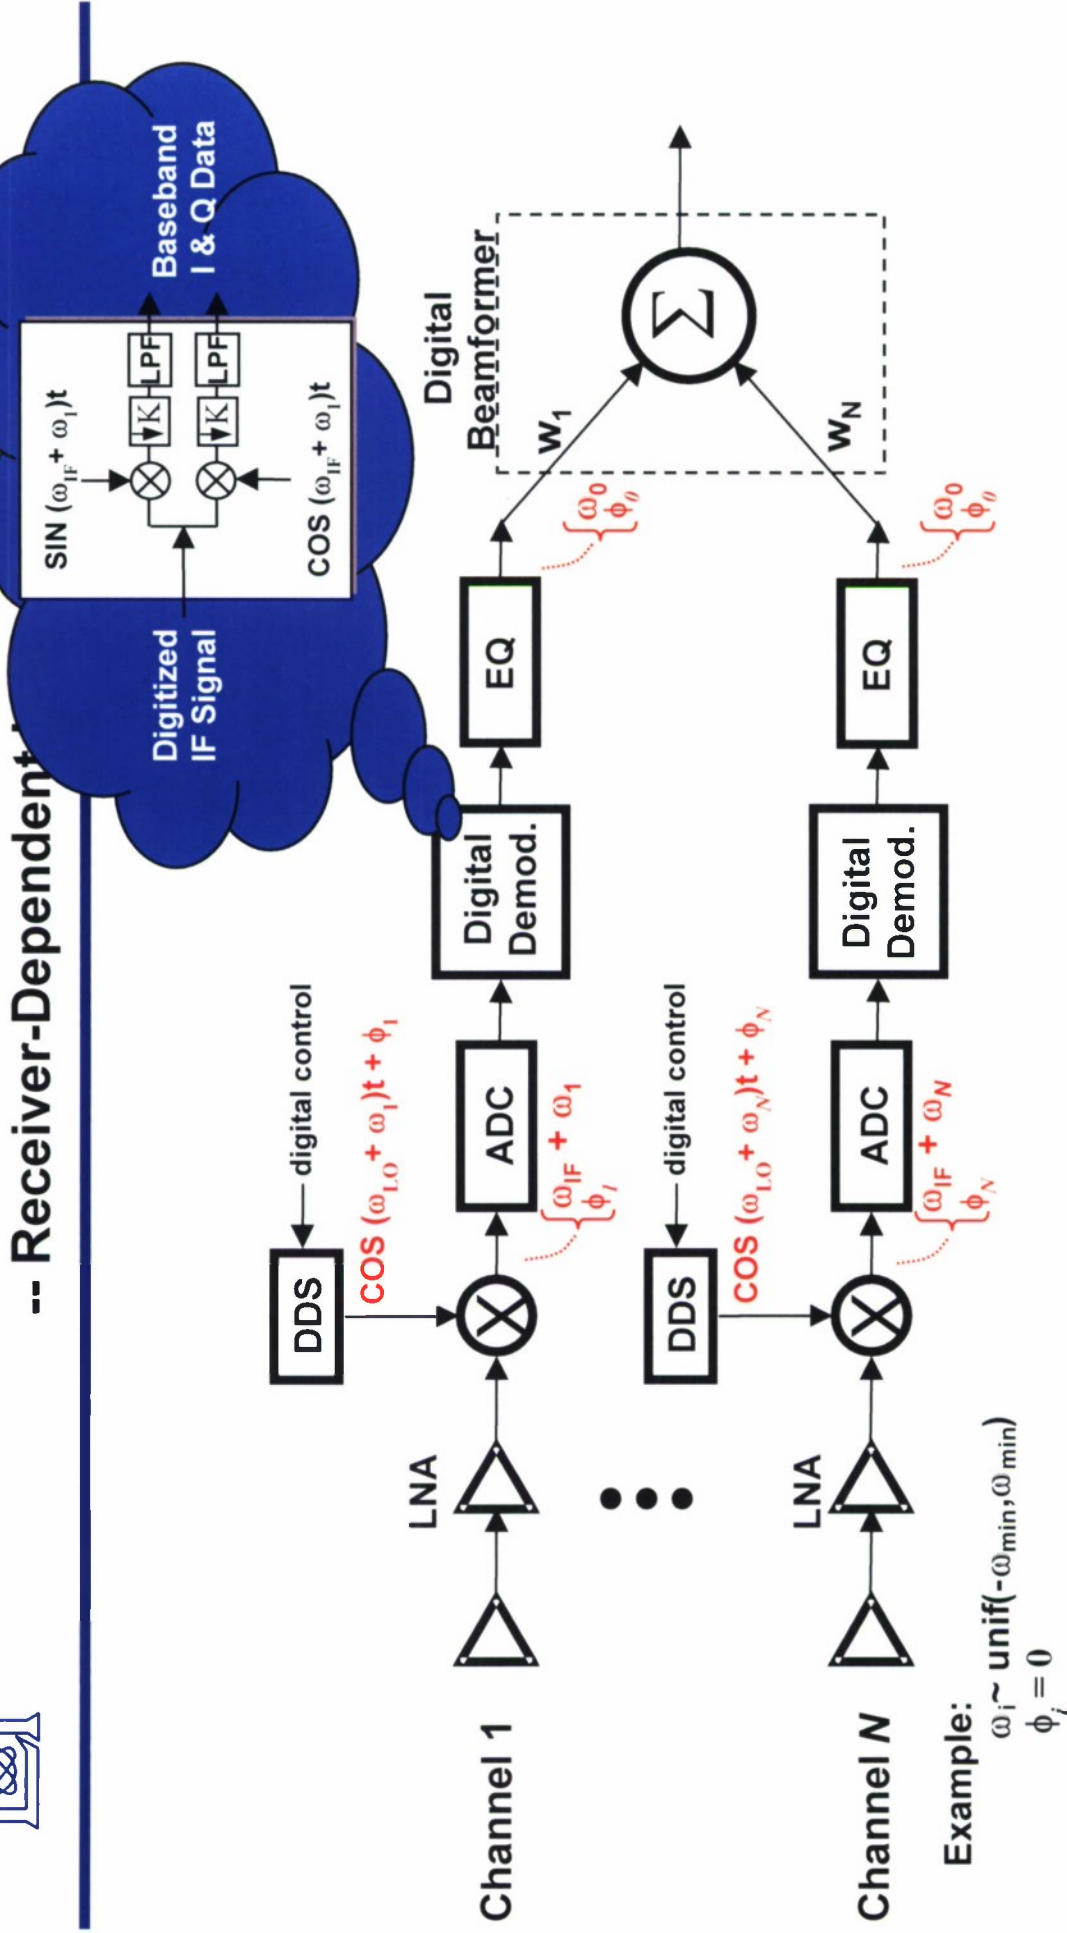 -- Receiver-Dependent
SIN (ω_IF + ω_1)t
Digitized
IF Signal
K
LPF
K
LPF
Baseband
I & Q Data
COS (ω_IF + ω_1)t
DDS
digital control
COS (ω_LO + ω_1)t + ϕ_1
Digital
Beamformer
Channel 1
LNA
X
ADC
Digital
Demod.
EQ
w_1
ω_IF + ω_1
ϕ_1
ω_0
ϕ_0
Σ
DDS
digital control
COS (ω_LO + ω_N)t + ϕ_N
Channel N
LNA
X
ADC
Digital
Demod.
EQ
w_N
ω_IF + ω_N
ϕ_N
ω_0
ϕ_0
Example:
ω_i ~ unif(-ω_min, ω_min)
ϕ_i = 0